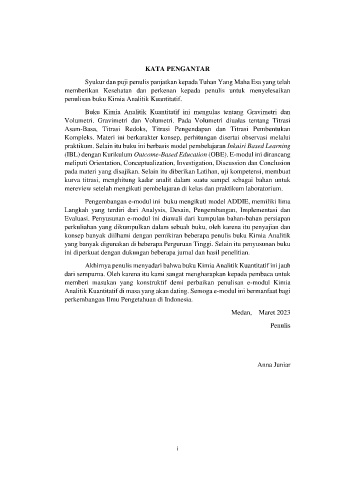 KATA PENGANTAR
Syukur dan puji penulis panjatkan kepada Tuhan Yang Maha Esa yang telah
memberikan Kesehatan dan perkenan kepada penulis untuk menyelesaikan
penulisan buku Kimia Analitik Kuantitatif.
Buku Kimia Analitik Kuantitatif ini mengulas tentang Gravimetri dan
Volumetri. Gravimetri dan Volumetri. Pada Volumetri diualas tentang Titrasi
Asam-Basa, Titrasi Redoks, Titrasi Pengendapan dan Titrasi Pembentukan
Kompleks. Materi ini berkarakter konsep, perhitungan disertai observasi melalui
praktikum. Selain itu buku ini berbasis model pembelajaran Inkuiri Based Learning
(IBL) dengan Kurikulum Outcome-Based Education (OBE). E-modul ini dirancang
meliputi Orientation, Conceptualization, Investigation, Discussion dan Conclusion
pada materi yang disajikan. Selain itu diberikan Latihan, uji kompetensi, membuat
kurva titrasi, menghitung kadar analit dalam suatu sampel sebagai bahan untuk
mereview setelah mengikuti pembelajaran di kelas dan praktikum laboratorium.
Pengembangan e-modul ini buku mengikuti model ADDIE, memiliki lima
Langkah yang terdiri dari Analysis, Desain, Pengembangan, Implementasi dan
Evaluasi. Penyusunan e-modul ini diawali dari kumpulan bahan-bahan persiapan
perkuliahan yang dikumpulkan dalam sebuah buku, oleh karena itu penyajian dan
konsep banyak diilhami dengan pemikiran beberapa penulis buku Kimia Analitik
yang banyak digunakan di beberapa Perguruan Tinggi. Selain itu penyusunan buku
ini diperkuat dengan dukungan beberapa jurnal dan hasil penelitian.
Akhirnya penulis menyadari bahwa buku Kimia Analitik Kuantitatif ini jauh
dari sempurna. Oleh karena itu kami sangat mengharapkan kepada pembaca untuk
memberi masukan yang konstruktif demi perbaikan penulisan e-modul Kimia
Analitik Kuantitatif di masa yang akan dating. Semoga e-modul ini bermanfaat bagi
perkembangan Ilmu Pengetahuan di Indonesia.
Medan, Maret 2023
Penulis
Anna Juniar
i